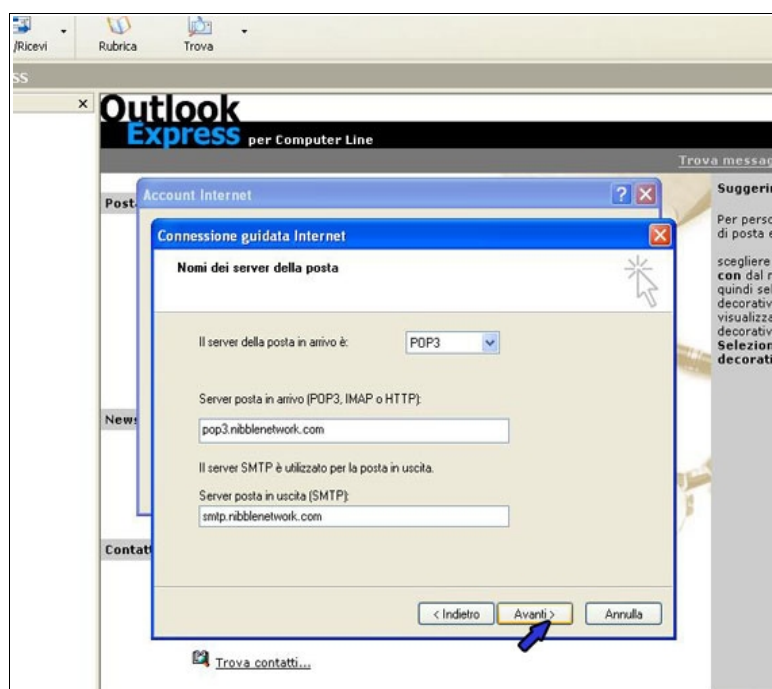 /Ricevi
Rubrica
Trova
ss
Outlook
Express per Computer Line
Trova messag
Account Internet
Post
Connessione guidata Internet
Nomi dei server della posta
Il server della posta in arrivo è:
POP3
Server posta in arrivo (POP3, IMAP o HTTP):
pop3.nibblenetwork.com
Il server SMTP è utilizzato per la posta in uscita.
Server posta in uscita (SMTP):
smtp.nibblenetwork.com
< Indietro
Avanti >
Annulla
News
Contatt
Trova contatti...
Suggerin
Per perso
di posta e
scegliere
con dal r
quindi sel
decorativ
visualizza
decorativ
Selezion
decorati